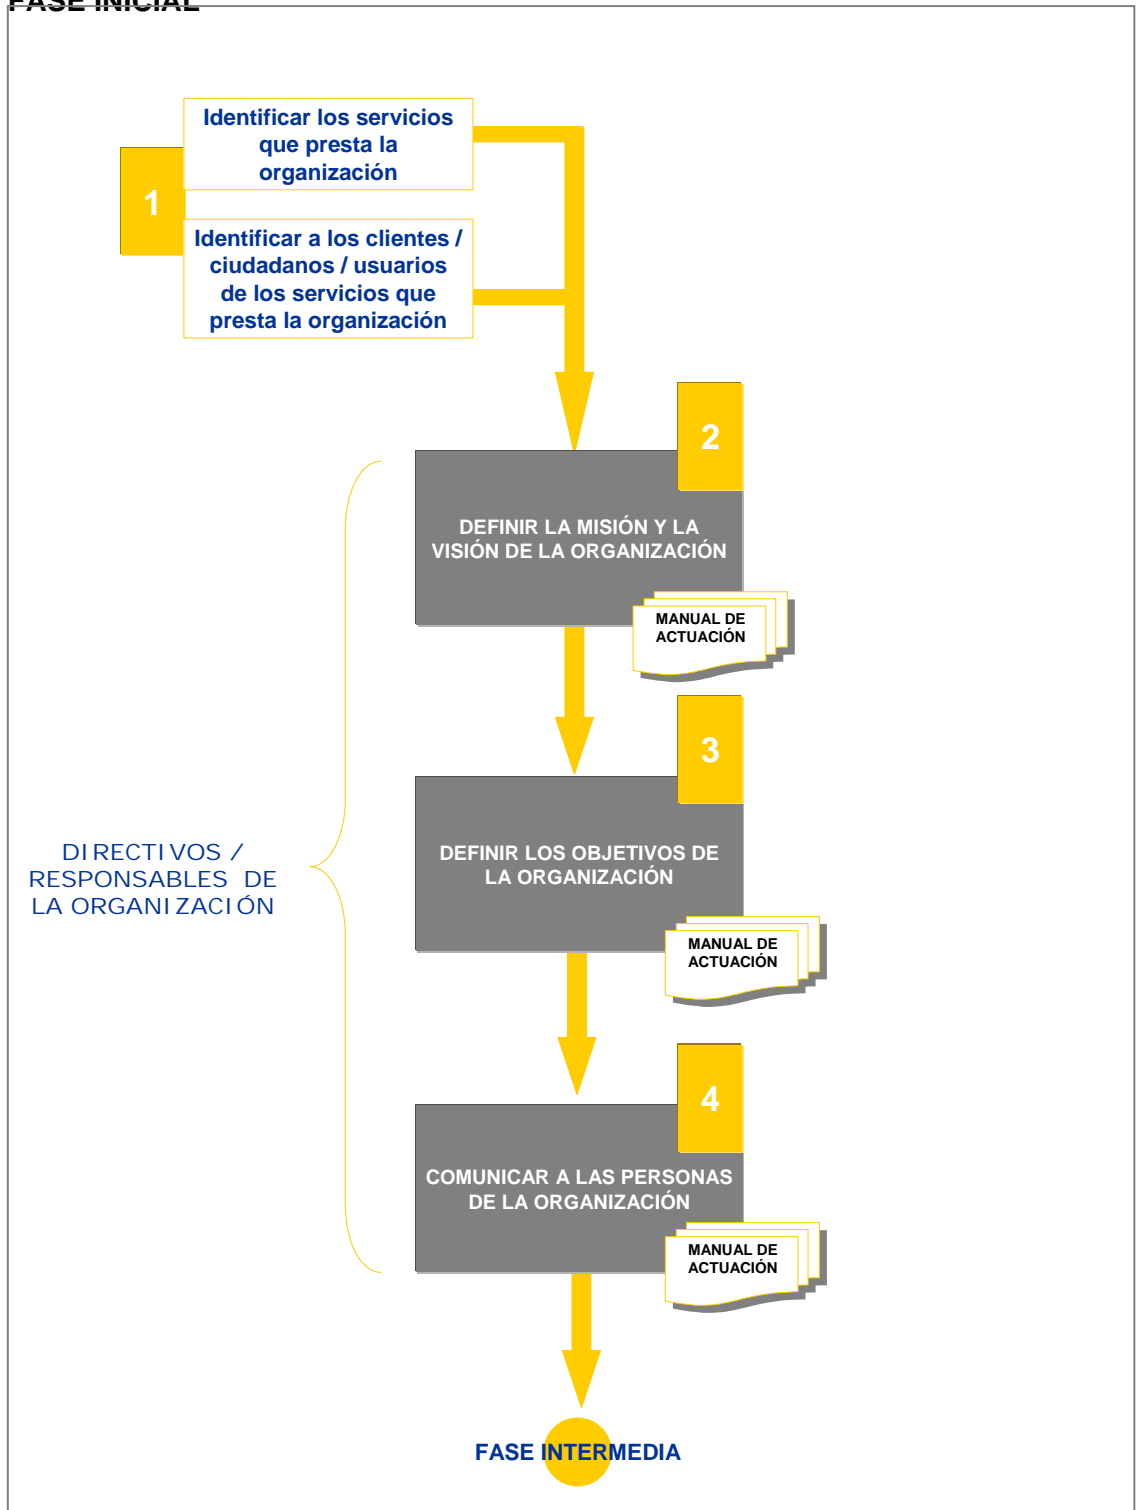 FASE INICIAL
Identificar los servicios
que presta la
organización
1
Identificar a los clientes /
ciudadanos / usuarios
de los servicios que
presta la organización
2
DEFINIR LA MISIÓN Y LA
VISIÓN DE LA ORGANIZACIÓN
MANUAL DE
ACTUACIÓN
3
DIRECTIVOS /
RESPONSABLES DE
LA ORGANIZACIÓN
DEFINIR LOS OBJETIVOS DE
LA ORGANIZACIÓN
MANUAL DE
ACTUACIÓN
4
COMUNICAR A LAS PERSONAS
DE LA ORGANIZACIÓN
MANUAL DE
ACTUACIÓN
FASE INTERMEDIA